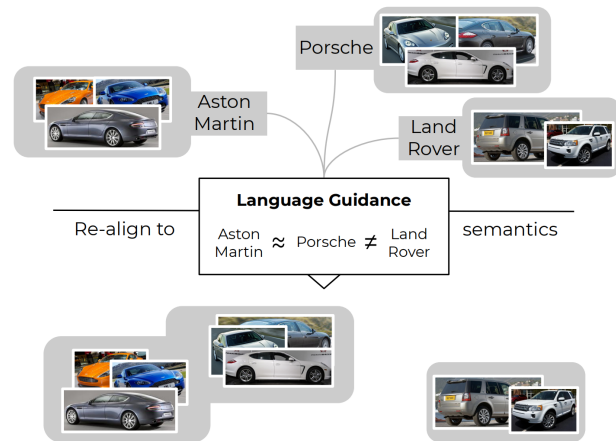 Porsche
Aston
Martin
Land
Rover
Language Guidance
Re-align to
semantics
Aston
Martin ≈ Porsche ≠ Land
Rover